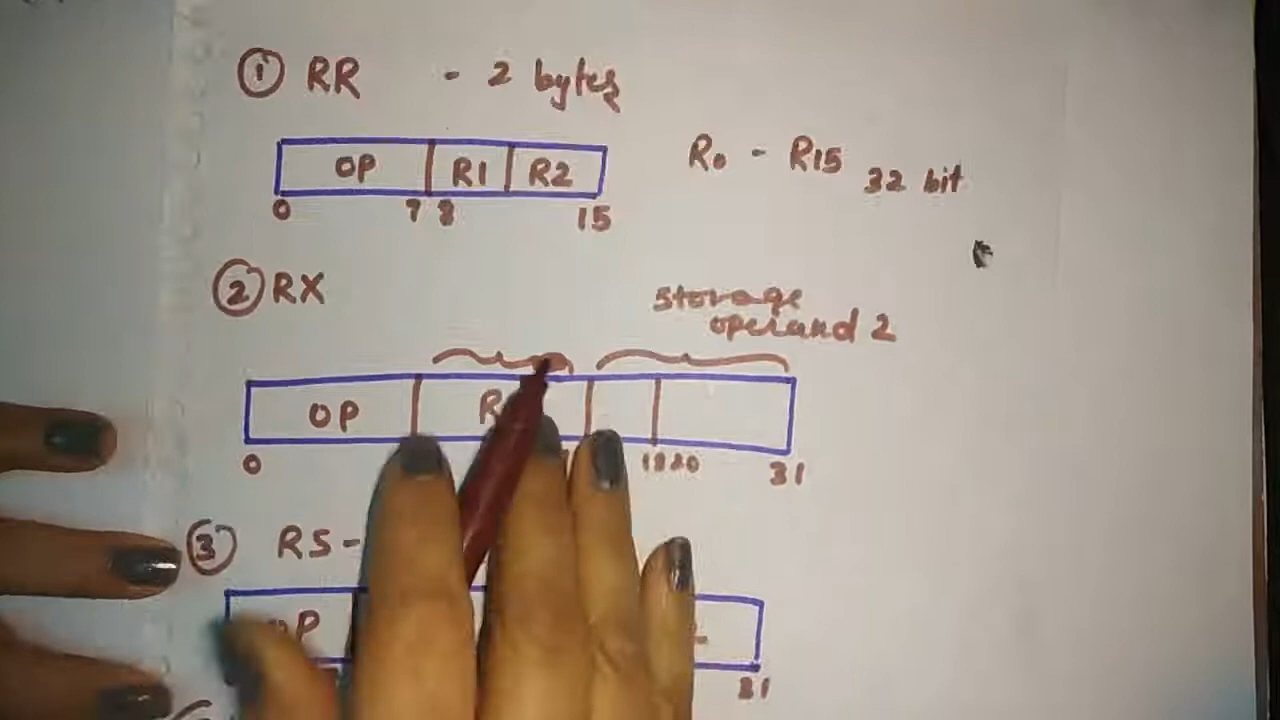 ① RR - 2 bytes
OP R1 R2
0 7 8 15
R0 - R15 32 bit
② RX
storage
operand 2
OP
0 19 20 31
③ RS -
31